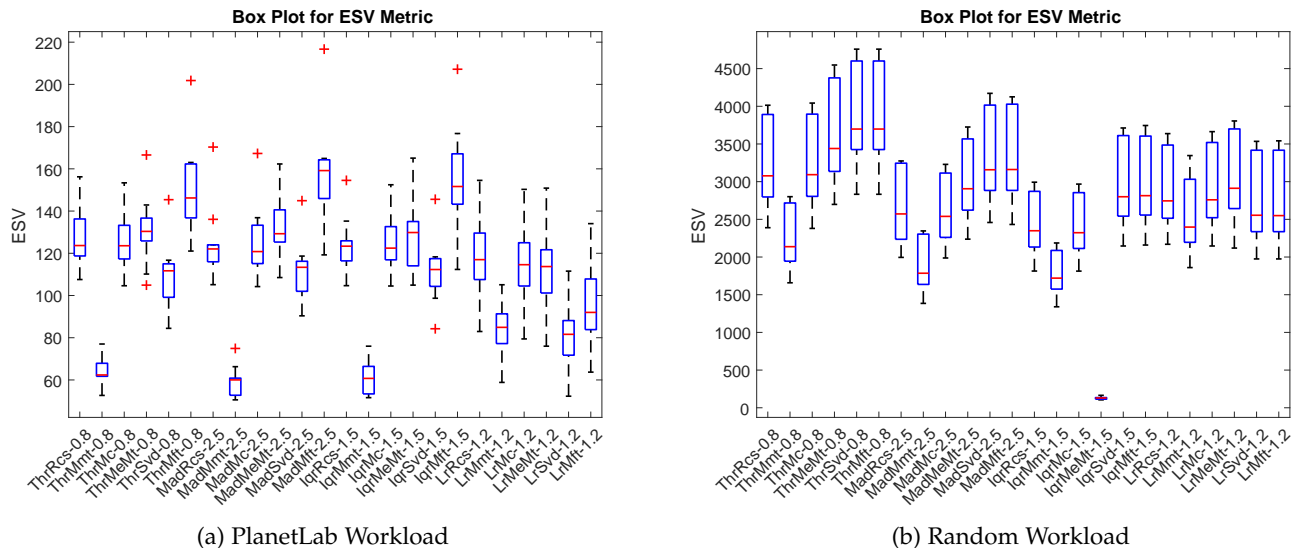 Box Plot for ESV Metric
220
200
180
160
140
120
100
80
60
ESV
ThrRcs-0.8
ThrMmt-0.8
ThrMc-0.8
ThrMeMt-0.8
ThrSvd-0.8
ThrMft-0.8
MadRcs-2.5
MadMmt-2.5
MadMc-2.5
MadMeMt-2.5
MadSvd-2.5
MadMft-2.5
IqrRcs-1.5
IqrMmt-1.5
IqrMc-1.5
IqrMeMt-1.5
IqrSvd-1.5
IqrMft-1.5
LrRcs-1.2
LrMmt-1.2
LrMc-1.2
LrMeMt-1.2
LrSvd-1.2
LrMft-1.2
(a) PlanetLab Workload
Box Plot for ESV Metric
4500
4000
3500
3000
2500
2000
1500
1000
500
0
ESV
ThrRcs-0.8
ThrMmt-0.8
ThrMc-0.8
ThrMeMt-0.8
ThrSvd-0.8
ThrMft-0.8
MadRcs-2.5
MadMmt-2.5
MadMc-2.5
MadMeMt-2.5
MadSvd-2.5
MadMft-2.5
IqrRcs-1.5
IqrMmt-1.5
IqrMc-1.5
IqrMeMt-1.5
IqrSvd-1.5
IqrMft-1.5
LrRcs-1.2
LrMmt-1.2
LrMc-1.2
LrMeMt-1.2
LrSvd-1.2
LrMft-1.2
(b) Random Workload